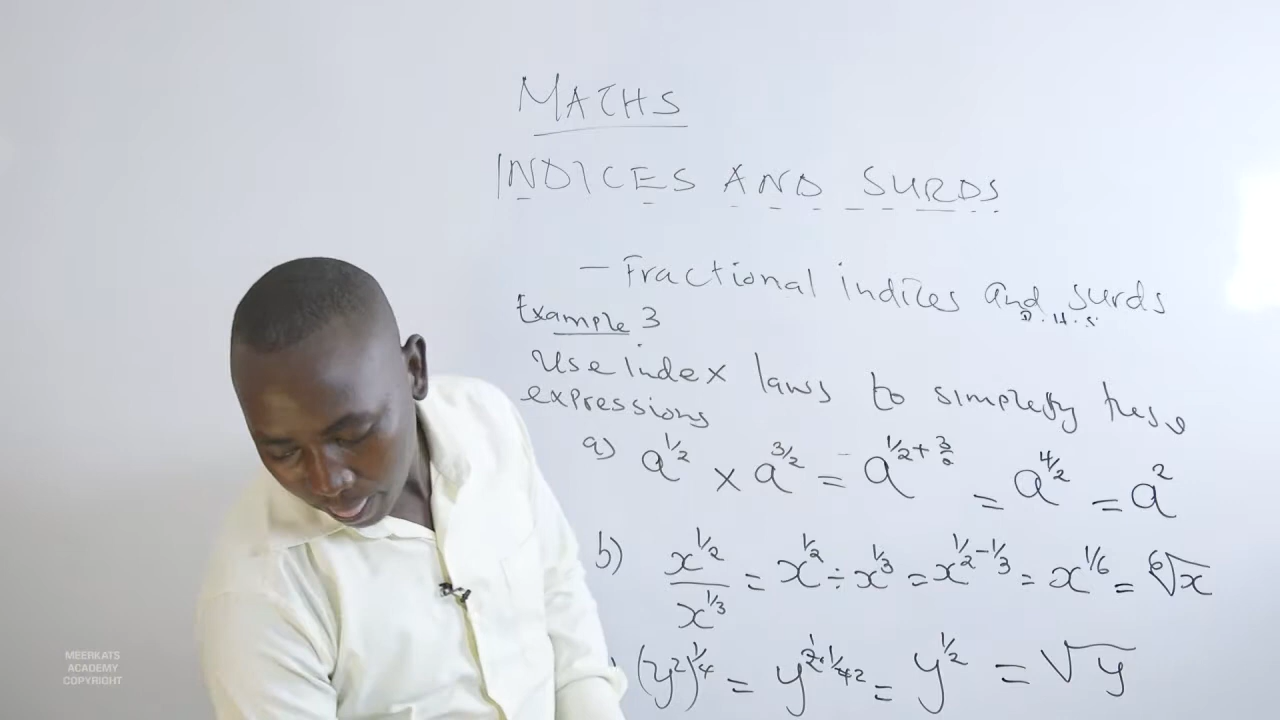 MATHS
INDICES AND SURDS
- Fractional indices and surds
D.H.S
Example 3
Use index laws to simplify these
expressions
a) a^{1/2} × a^{3/2} = a^{1/2 + 3/2} = a^{4/2} = a^2
b) x^{1/2} / x^{1/3} = x^{1/2} ÷ x^{1/3} = x^{1/2 - 1/3} = x^{1/6} = ⁶√x
(y^2)^{1/4} = y^{2·1/4} = y^{1/2} = √y
MEERKATS
ACADEMY
COPYRIGHT